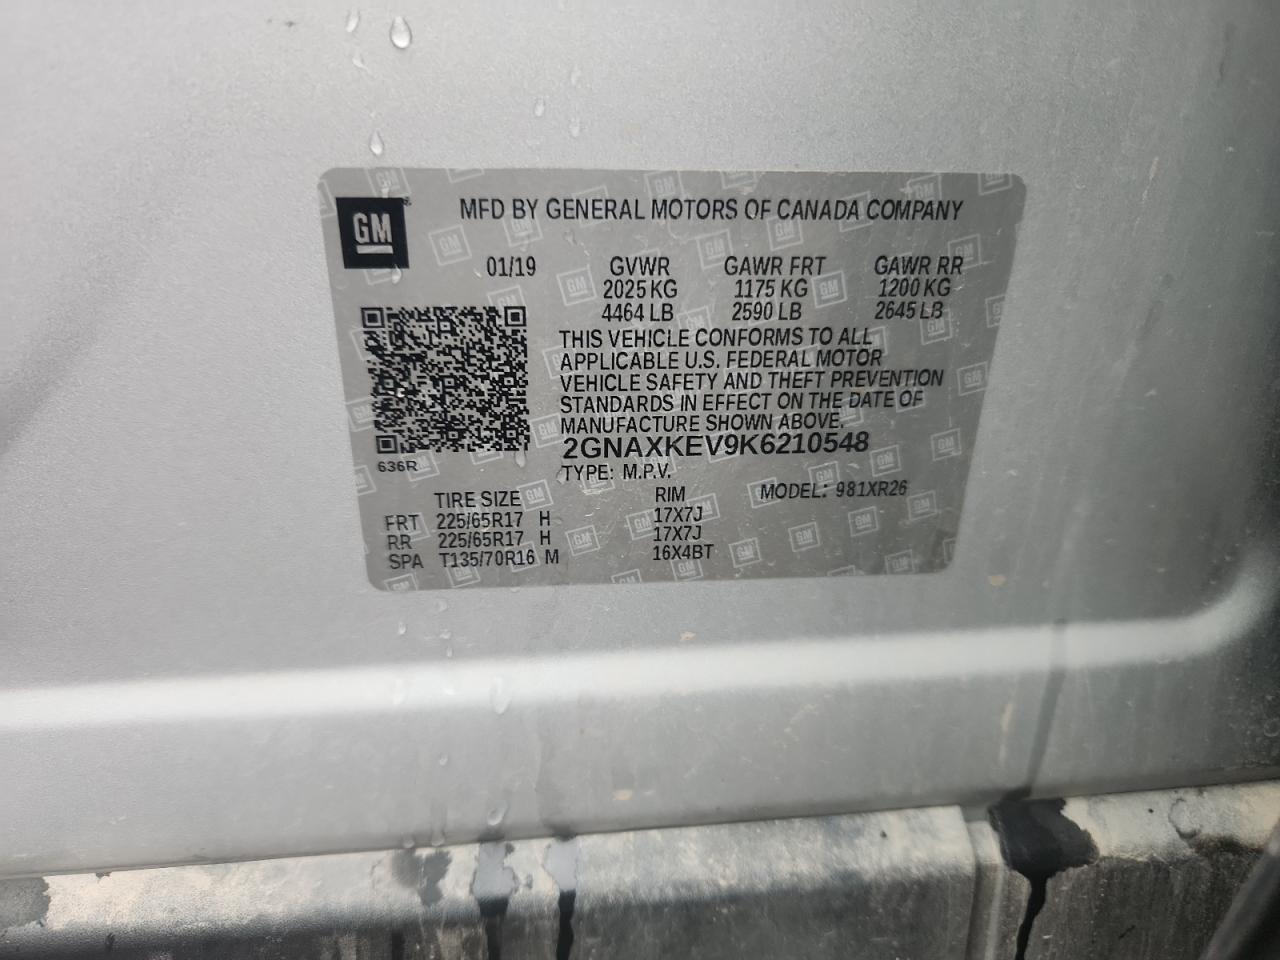 GM
MFD BY GENERAL MOTORS OF CANADA COMPANY
01/19 GVWR GAWR FRT GAWR RR
2025 KG 1175 KG 1200 KG
4464 LB 2590 LB 2645 LB
THIS VEHICLE CONFORMS TO ALL
APPLICABLE U.S. FEDERAL MOTOR
VEHICLE SAFETY AND THEFT PREVENTION
STANDARDS IN EFFECT ON THE DATE OF
MANUFACTURE SHOWN ABOVE.
2GNAXKEV9K6210548
636R
TYPE: M.P.V.
TIRE SIZE RIM MODEL: 981XR26
FRT 225/65R17 H 17X7J
RR 225/65R17 H 17X7J
SPA T135/70R16 M 16X4BT